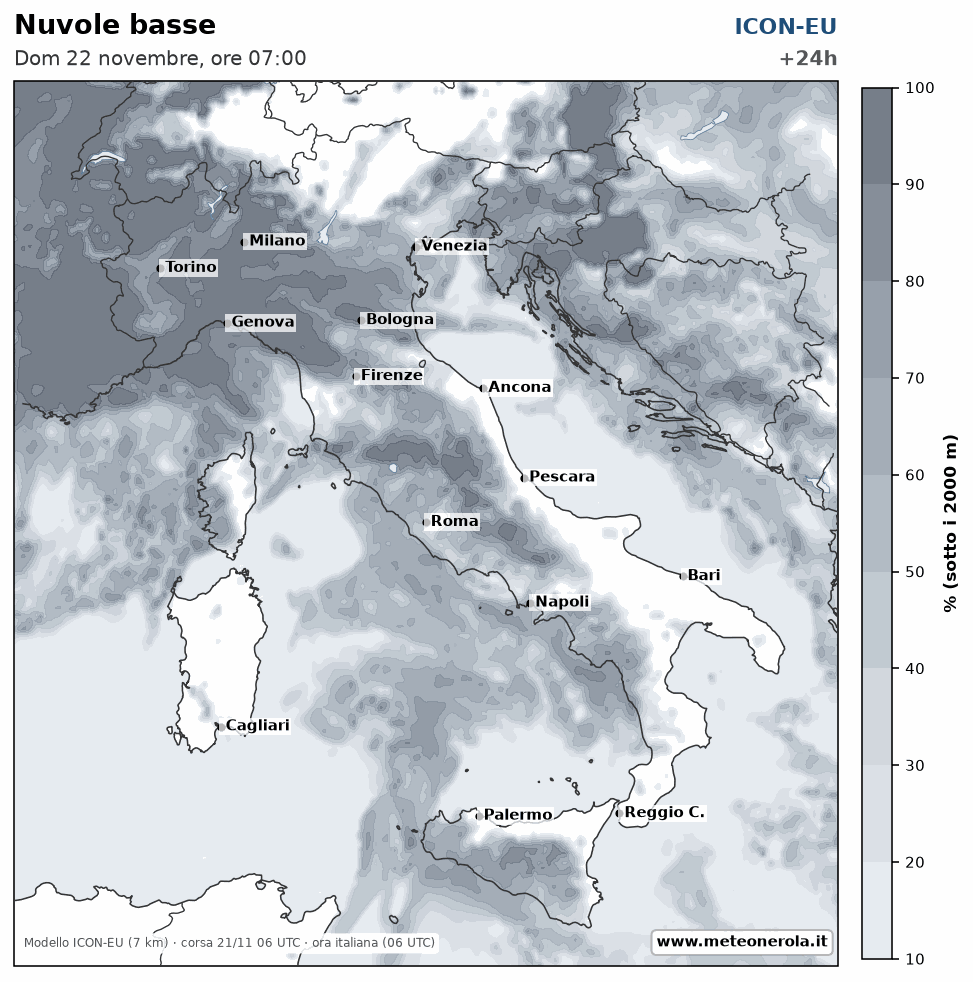 Nuvole basse
ICON-EU
Dom 22 novembre, ore 07:00
+24h
Milano
Venezia
Torino
Genova
Bologna
Firenze
Ancona
Pescara
Roma
Bari
Napoli
Cagliari
Palermo
Reggio C.
Modello ICON-EU (7 km) · corsa 21/11 06 UTC · ora italiana (06 UTC)
www.meteonerola.it
100
90
80
70
60
50
40
30
20
10
% (sotto i 2000 m)